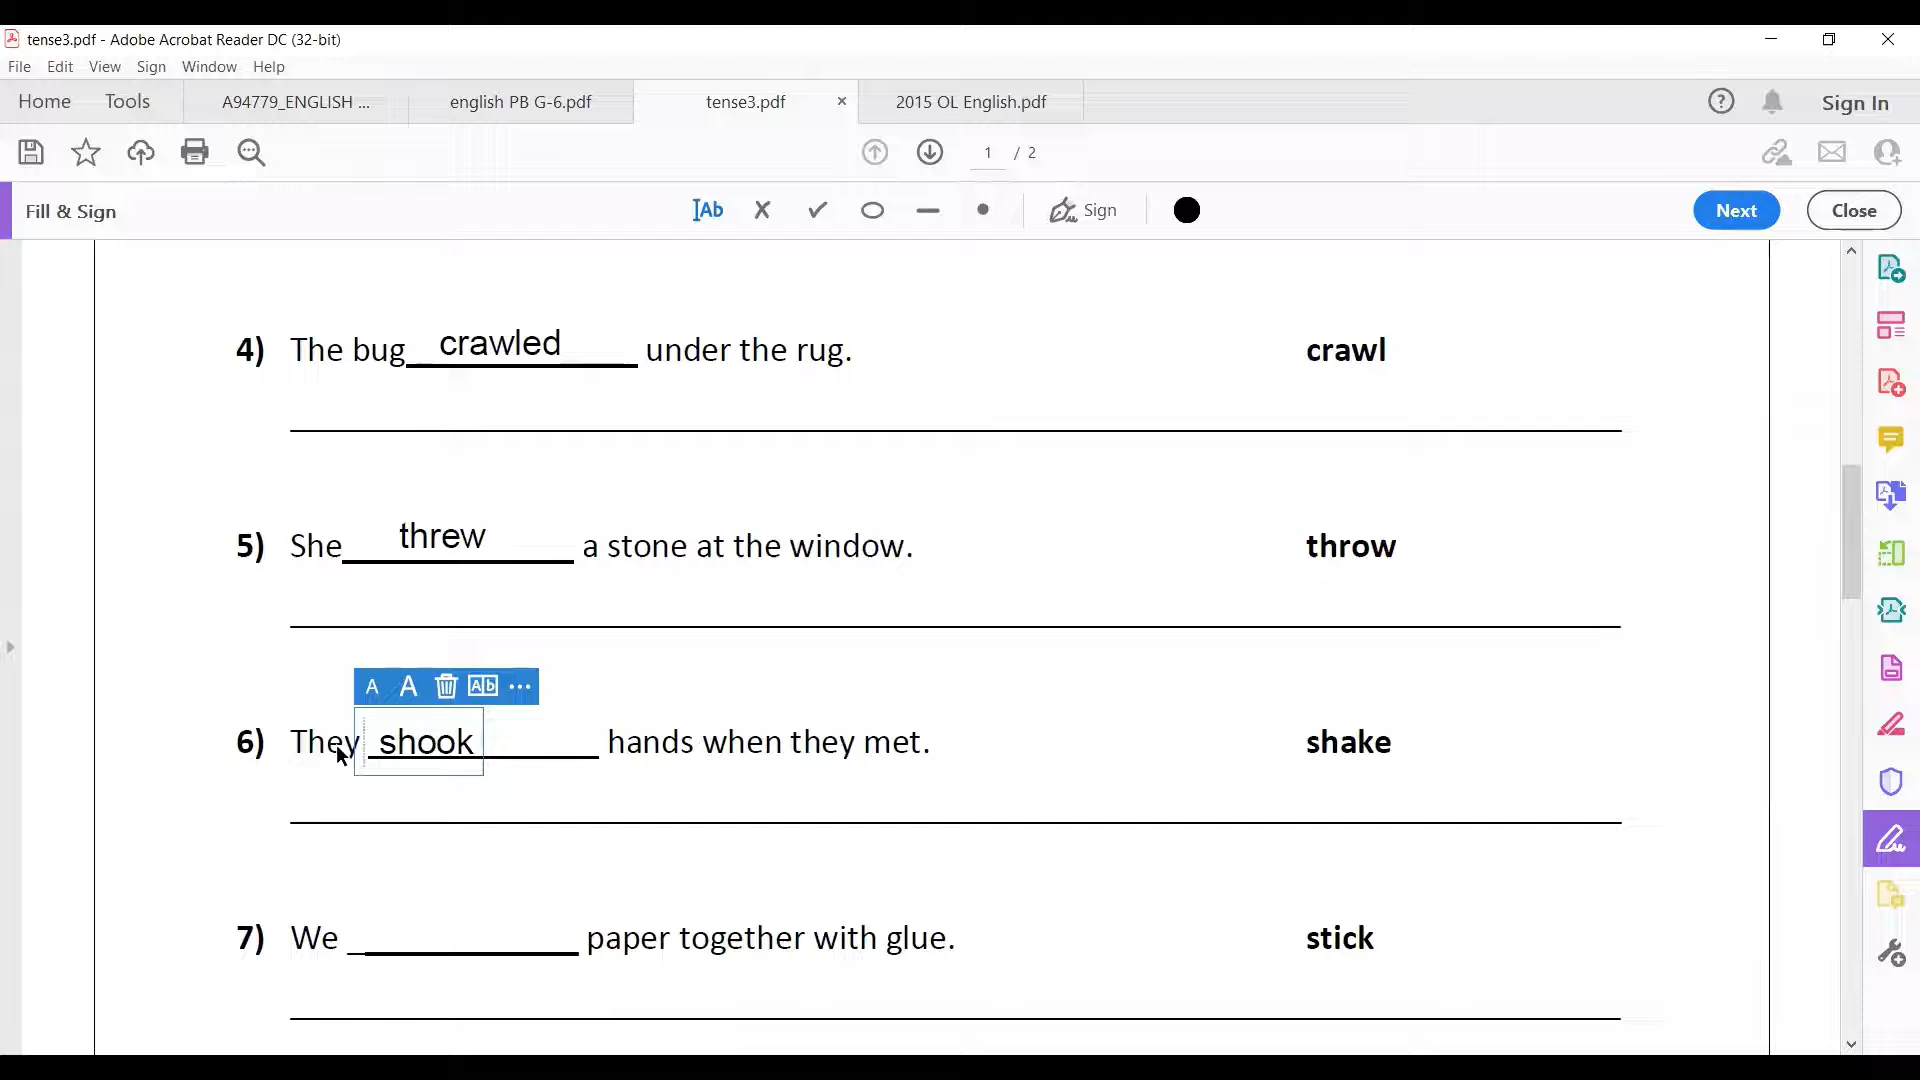 tense3.pdf - Adobe Acrobat Reader DC (32-bit)
File Edit View Sign Window Help
Home Tools A94779_ENGLISH ... english PB G-6.pdf tense3.pdf × 2015 OL English.pdf Sign In
1 / 2
Fill & Sign Ab Sign Next Close
4) The bug crawled under the rug. crawl
5) She threw a stone at the window. throw
A A Ab ...
6) They shook hands when they met. shake
7) We ____________ paper together with glue. stick